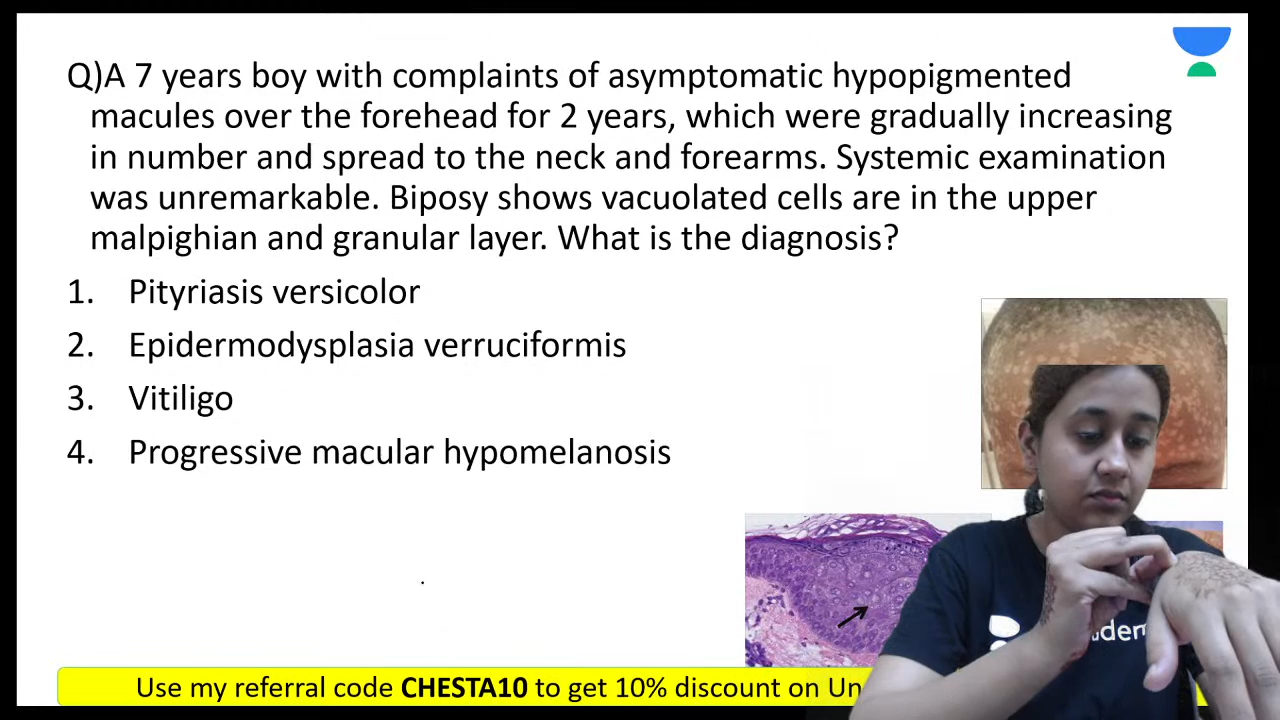 Q)A 7 years boy with complaints of asymptomatic hypopigmented
macules over the forehead for 2 years, which were gradually increasing
in number and spread to the neck and forearms. Systemic examination
was unremarkable. Biposy shows vacuolated cells are in the upper
malpighian and granular layer. What is the diagnosis?
1. Pityriasis versicolor
2. Epidermodysplasia verruciformis
3. Vitiligo
4. Progressive macular hypomelanosis
Use my referral code CHESTA10 to get 10% discount on